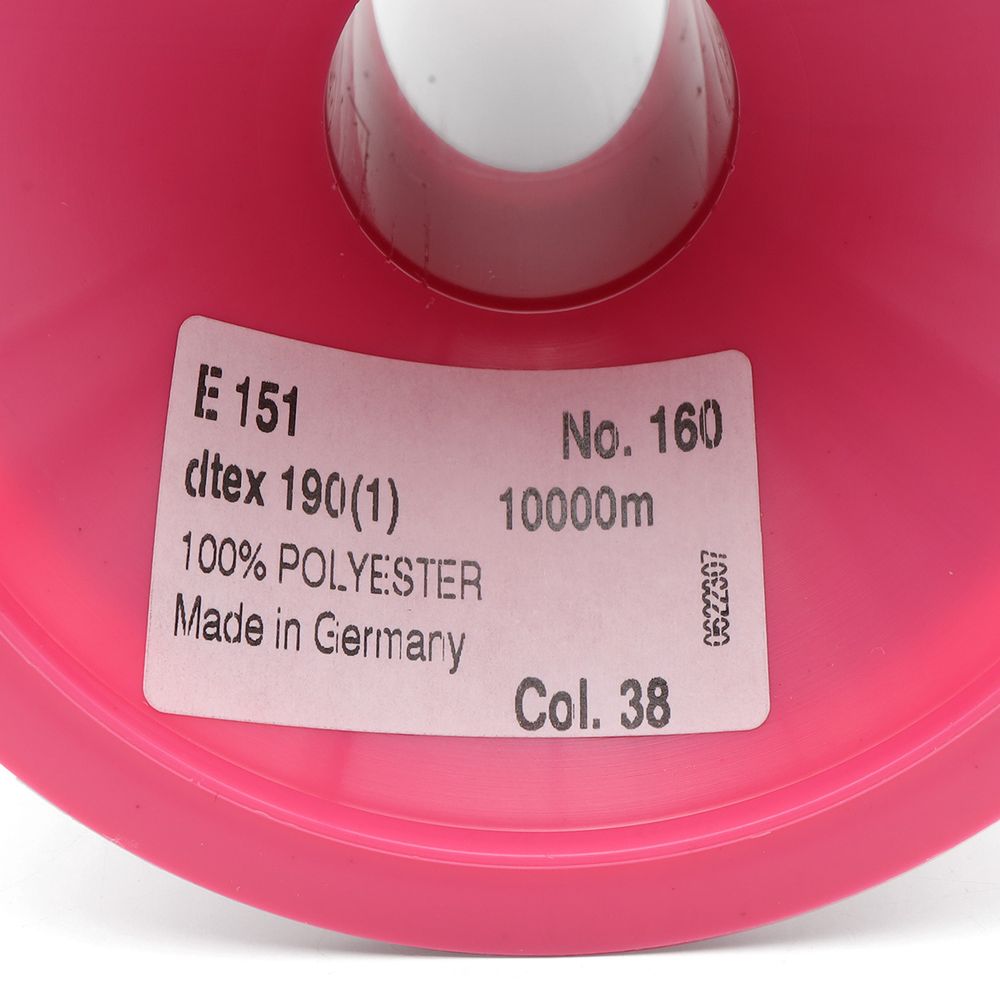 E 151
No. 160
dtex 190(1)
10000m
100% POLYESTER
Made in Germany
Col. 38